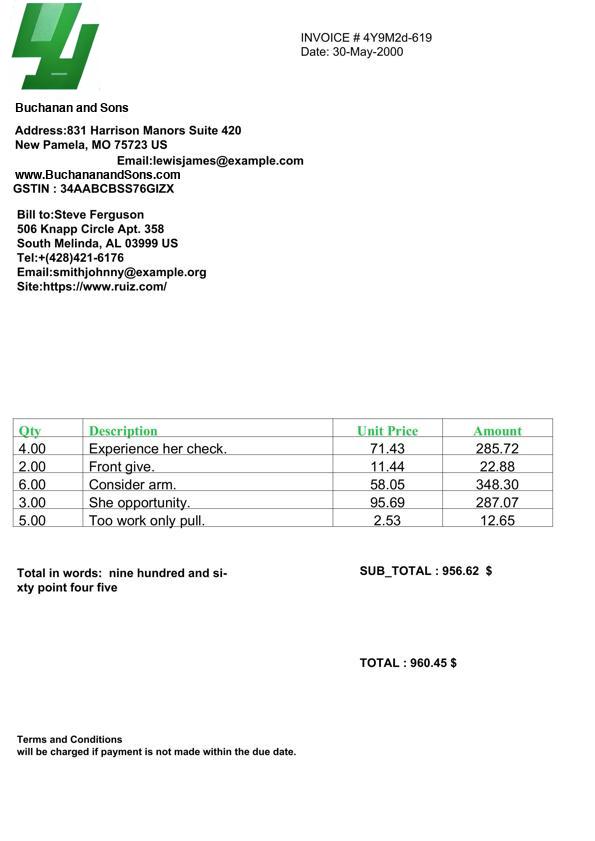 INVOICE # 4Y9M2d-619
Date: 30-May-2000
Buchanan and Sons
Address:831 Harrison Manors Suite 420
New Pamela, MO 75723 US
Email:lewisjames@example.com
www.BuchananandSons.com
GSTIN : 34AABCBSS76GIZX
Bill to:Steve Ferguson
506 Knapp Circle Apt. 358
South Melinda, AL 03999 US
Tel:+(428)421-6176
Email:smithjohnny@example.org
Site:https://www.ruiz.com/
Qty Description Unit Price Amount
4.00 Experience her check. 71.43 285.72
2.00 Front give. 11.44 22.88
6.00 Consider arm. 58.05 348.30
3.00 She opportunity. 95.69 287.07
5.00 Too work only pull. 2.53 12.65
Total in words: nine hundred and si-
xty point four five
SUB_TOTAL : 956.62 $
TOTAL : 960.45 $
Terms and Conditions
will be charged if payment is not made within the due date.